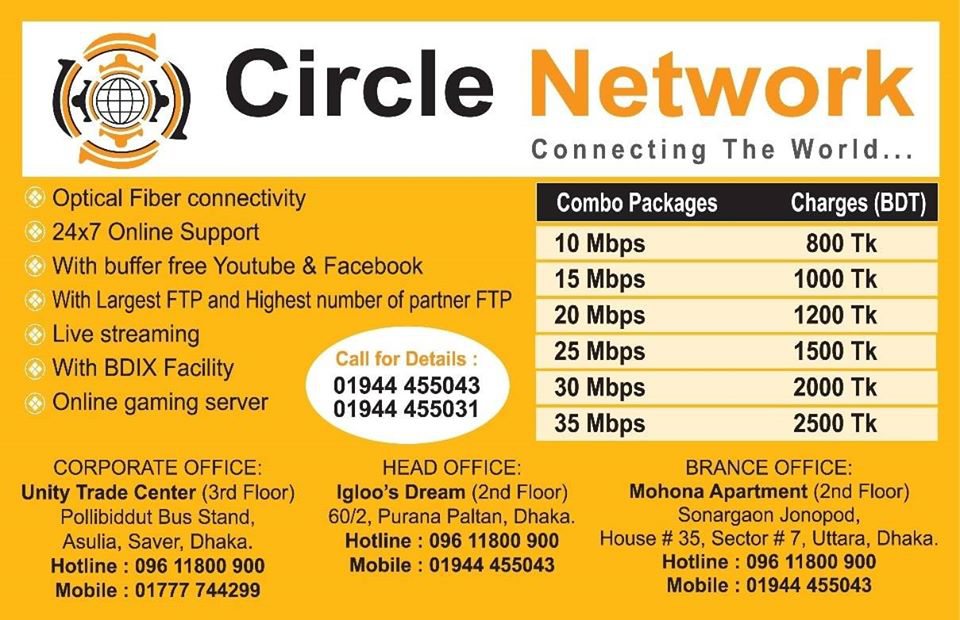 Circle Network
Connecting The World...
Optical Fiber connectivity
24x7 Online Support
With buffer free Youtube & Facebook
With Largest FTP and Highest number of partner FTP
Live streaming
With BDIX Facility
Online gaming server
Call for Details :
01944 455043
01944 455031
Combo Packages Charges (BDT)
10 Mbps 800 Tk
15 Mbps 1000 Tk
20 Mbps 1200 Tk
25 Mbps 1500 Tk
30 Mbps 2000 Tk
35 Mbps 2500 Tk
CORPORATE OFFICE:
Unity Trade Center (3rd Floor)
Pollibiddut Bus Stand,
Asulia, Saver, Dhaka.
Hotline : 096 11800 900
Mobile : 01777 744299
HEAD OFFICE:
Igloo's Dream (2nd Floor)
60/2, Purana Paltan, Dhaka.
Hotline : 096 11800 900
Mobile : 01944 455043
BRANCE OFFICE:
Mohona Apartment (2nd Floor)
Sonargaon Jonopod,
House # 35, Sector # 7, Uttara, Dhaka.
Hotline : 096 11800 900
Mobile : 01944 455043